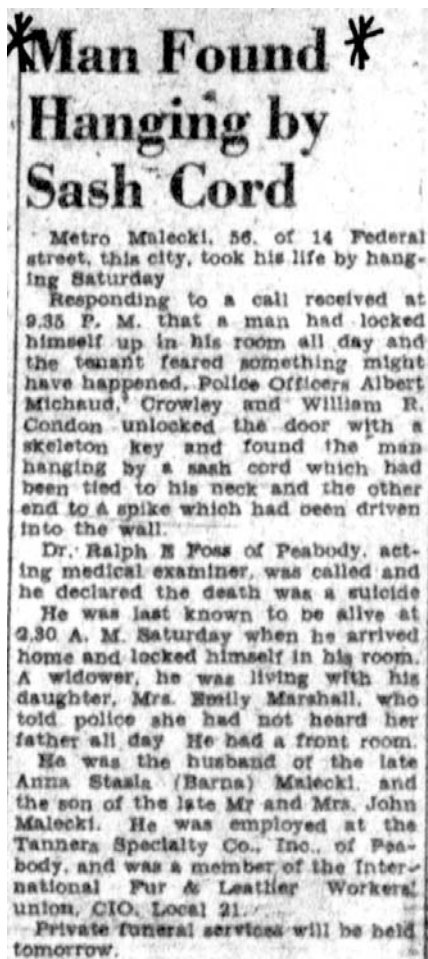 Man Found
Hanging by
Sash Cord
Metro Malecki, 56, of 14 Federal
street, this city, took his life by hang-
ing Saturday
Responding to a call received at
9.35 P. M. that a man had locked
himself up in his room all day and
the tenant feared something might
have happened, Police Officers Albert
Michaud, Crowley and William R.
Condon unlocked the door with a
skeleton key and found the man
hanging by a sash cord which had
been tied to his neck and the other
end to a spike which had been driven
into the wall.
Dr. Ralph E Foss of Peabody, act-
ing medical examiner, was called and
he declared the death was a suicide
He was last known to be alive at
2.30 A. M. Saturday when he arrived
home and locked himself in his room.
A widower, he was living with his
daughter, Mrs. Emily Marshall, who
told police she had not heard her
father all day He had a front room.
He was the husband of the late
Anna Stasia (Barna) Malecki, and
the son of the late Mr and Mrs. John
Malecki. He was employed at the
Tanners Specialty Co., Inc., of Pea-
body, and was a member of the Inter-
national Fur & Leather Workers'
union, CIO, Local 21.
Private funeral services will be held
tomorrow.